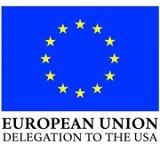 EUROPEAN UNION
DELEGATION TO THE USA